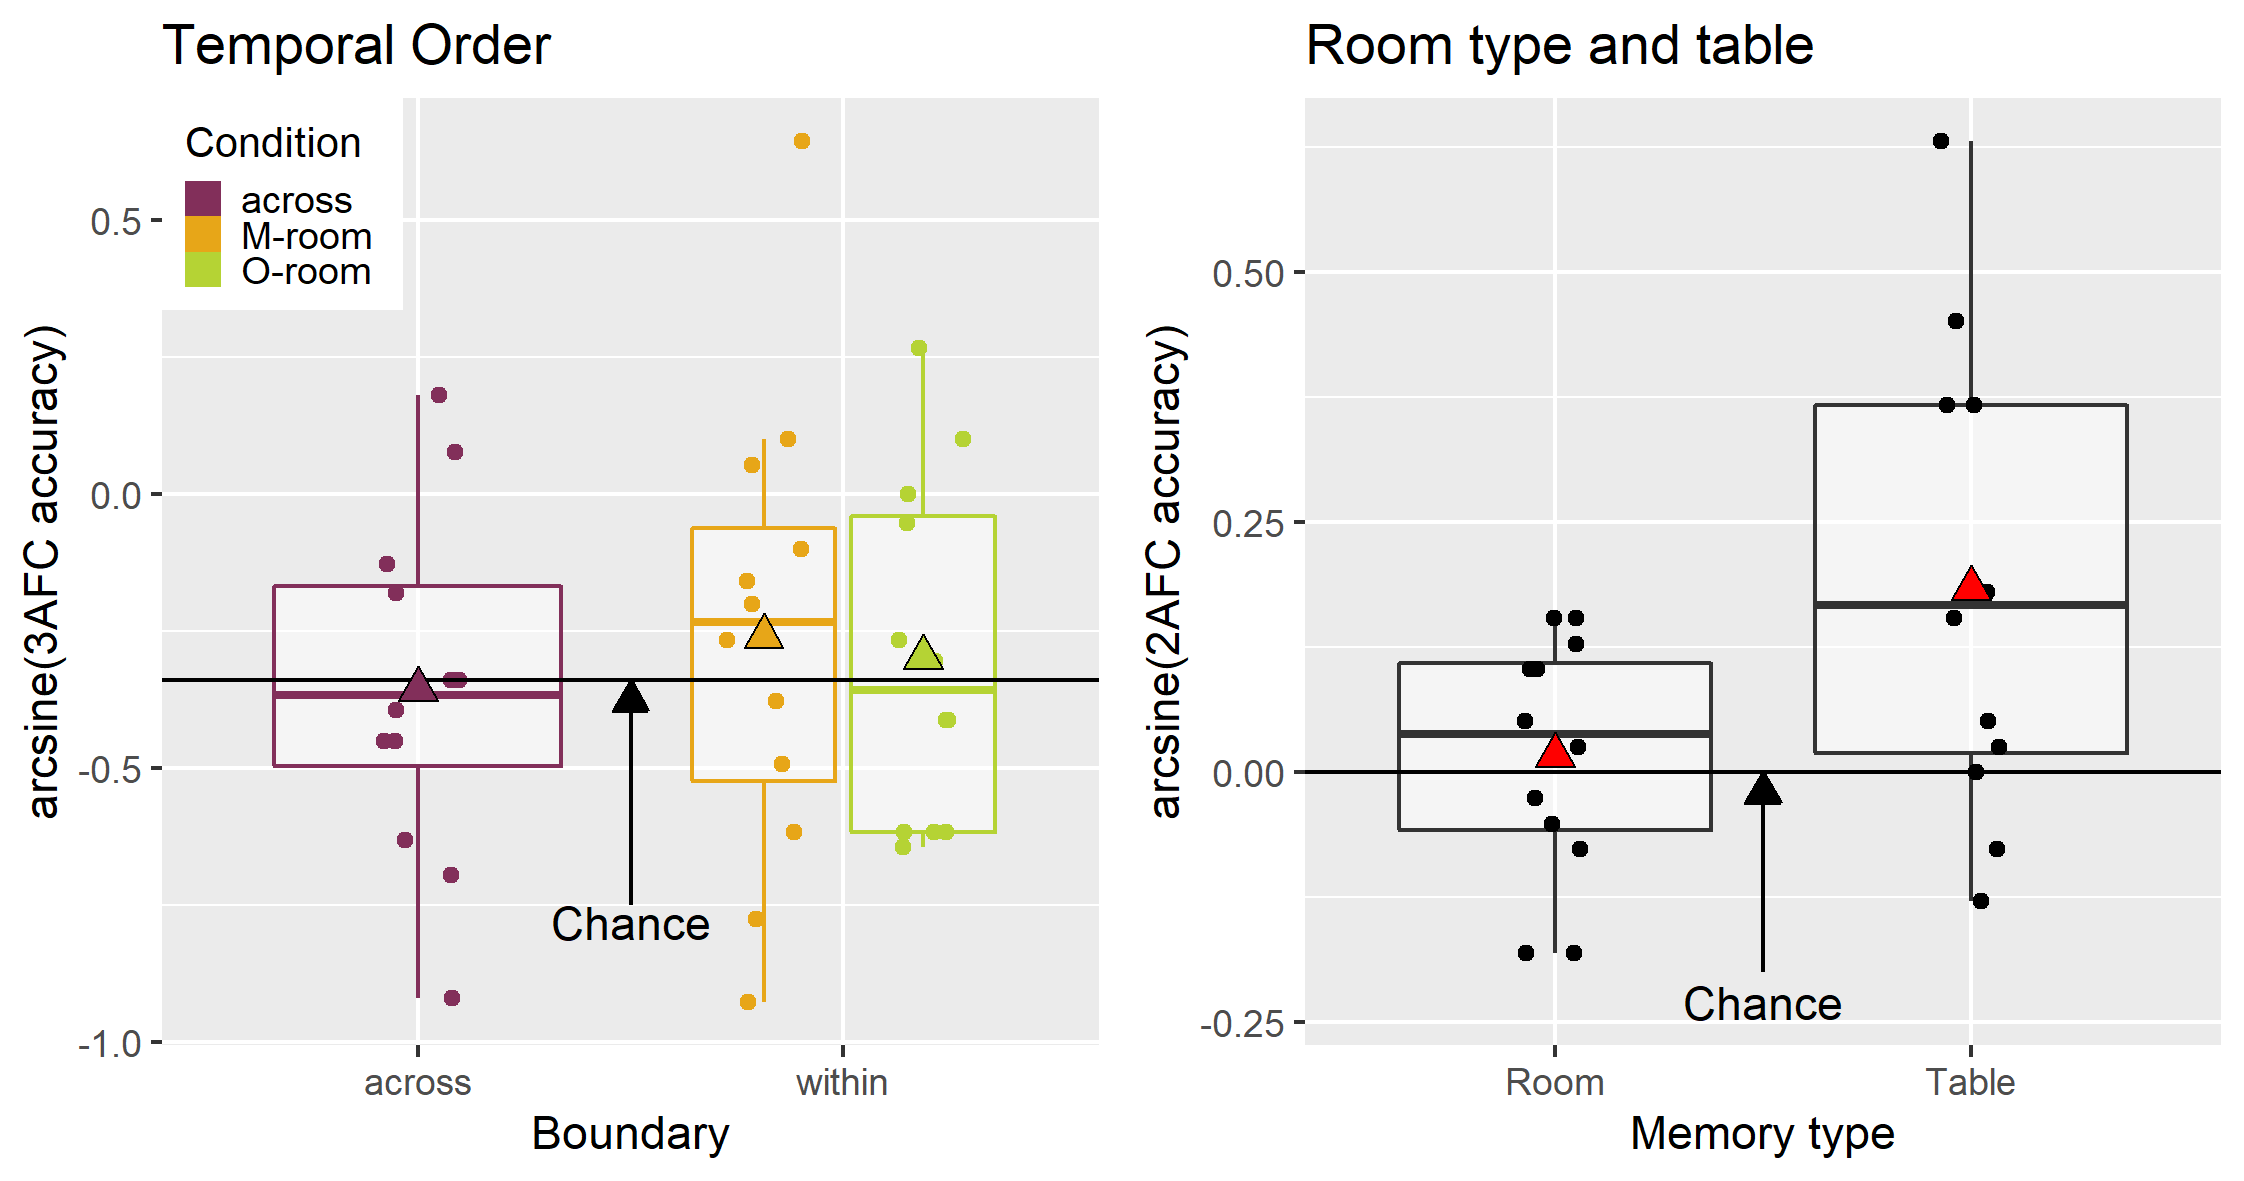 Temporal Order
Condition
across
M-room
O-room
arcsine(3AFC accuracy)
0.5
0.0
-0.5
-1.0
Chance
across
within
Boundary
Room type and table
arcsine(2AFC accuracy)
0.50
0.25
0.00
-0.25
Chance
Room
Table
Memory type